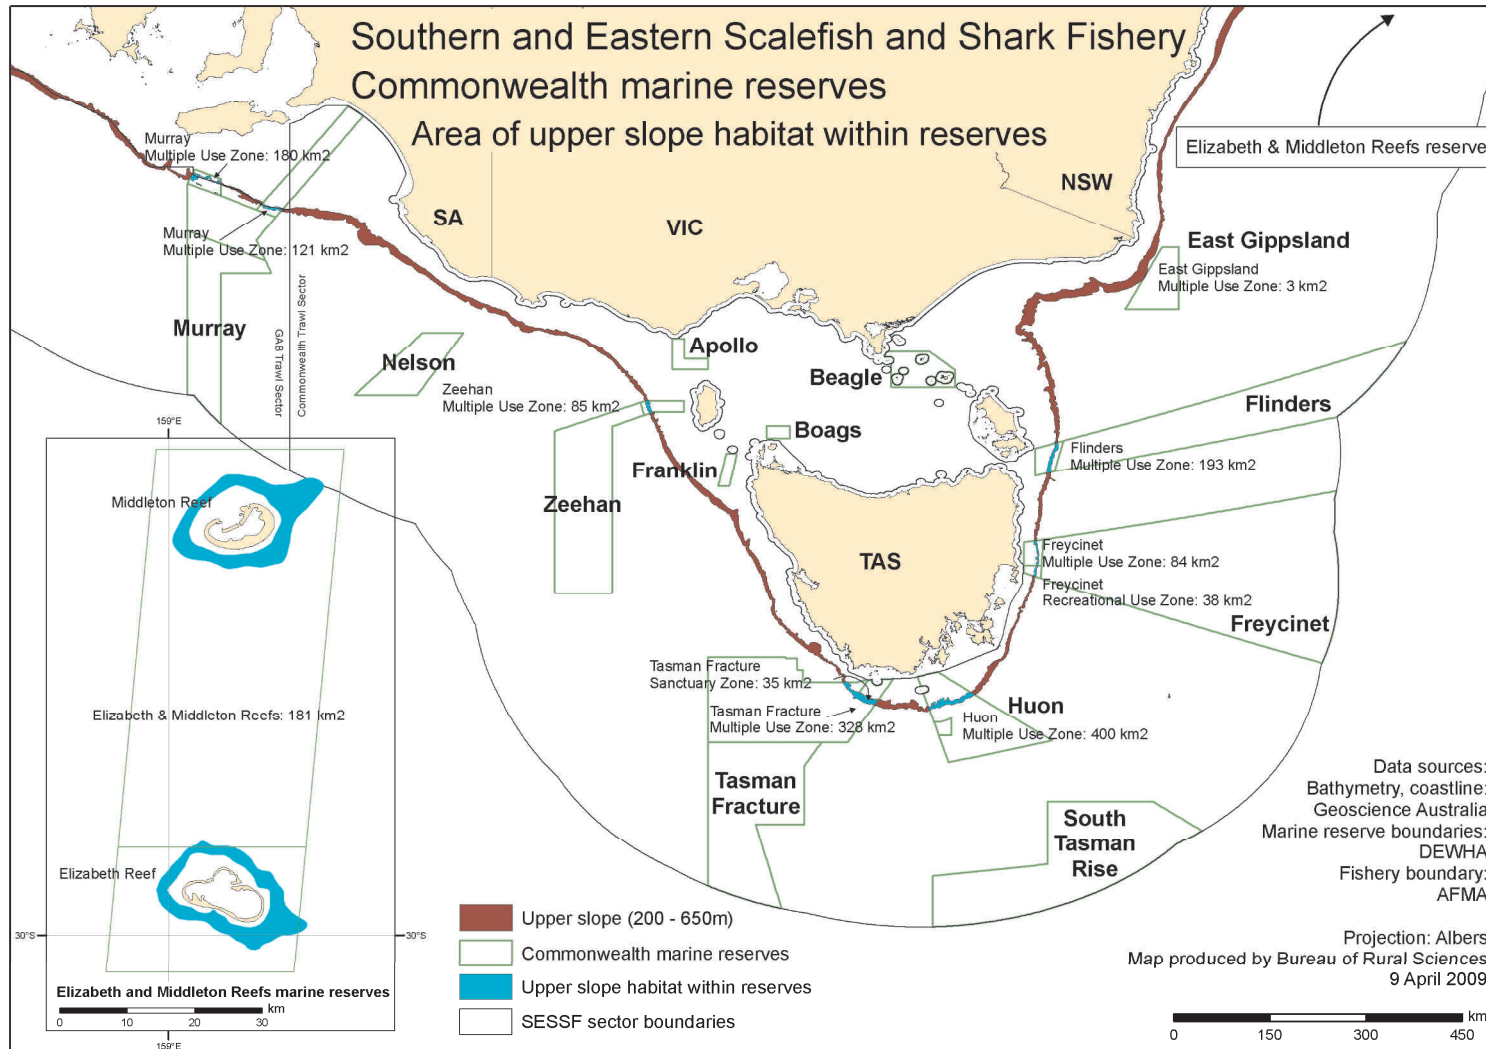 Southern and Eastern Scalefish and Shark Fishery
Commonwealth marine reserves
Area of upper slope habitat within reserves
Elizabeth & Middleton Reefs reserve
Murray
Multiple Use Zone: 180 km2
Murray
Multiple Use Zone: 121 km2
SA
VIC
NSW
East Gippsland
East Gippsland
Multiple Use Zone: 3 km2
Murray
GAB Trawl Sector
Commonwealth Trawl Sector
Nelson
Apollo
Beagle
Zeehan
Multiple Use Zone: 85 km2
Boags
Flinders
Flinders
Multiple Use Zone: 193 km2
Franklin
Zeehan
TAS
Freycinet
Multiple Use Zone: 84 km2
Freycinet
Recreational Use Zone: 38 km2
Freycinet
Tasman Fracture
Sanctuary Zone: 35 km2
Tasman Fracture
Multiple Use Zone: 328 km2
Huon
Huon
Multiple Use Zone: 400 km2
Tasman
Fracture
South
Tasman
Rise
159°E
Middleton Reef
Elizabeth & Middleton Reefs: 181 km2
Elizabeth Reef
30°S
30°S
Elizabeth and Middleton Reefs marine reserves
km
0 10 20 30
159°E
Upper slope (200 - 650m)
Commonwealth marine reserves
Upper slope habitat within reserves
SESSF sector boundaries
Data sources:
Bathymetry, coastline:
Geoscience Australia
Marine reserve boundaries:
DEWHA
Fishery boundary:
AFMA
Projection: Albers
Map produced by Bureau of Rural Sciences
9 April 2009
km
0 150 300 450